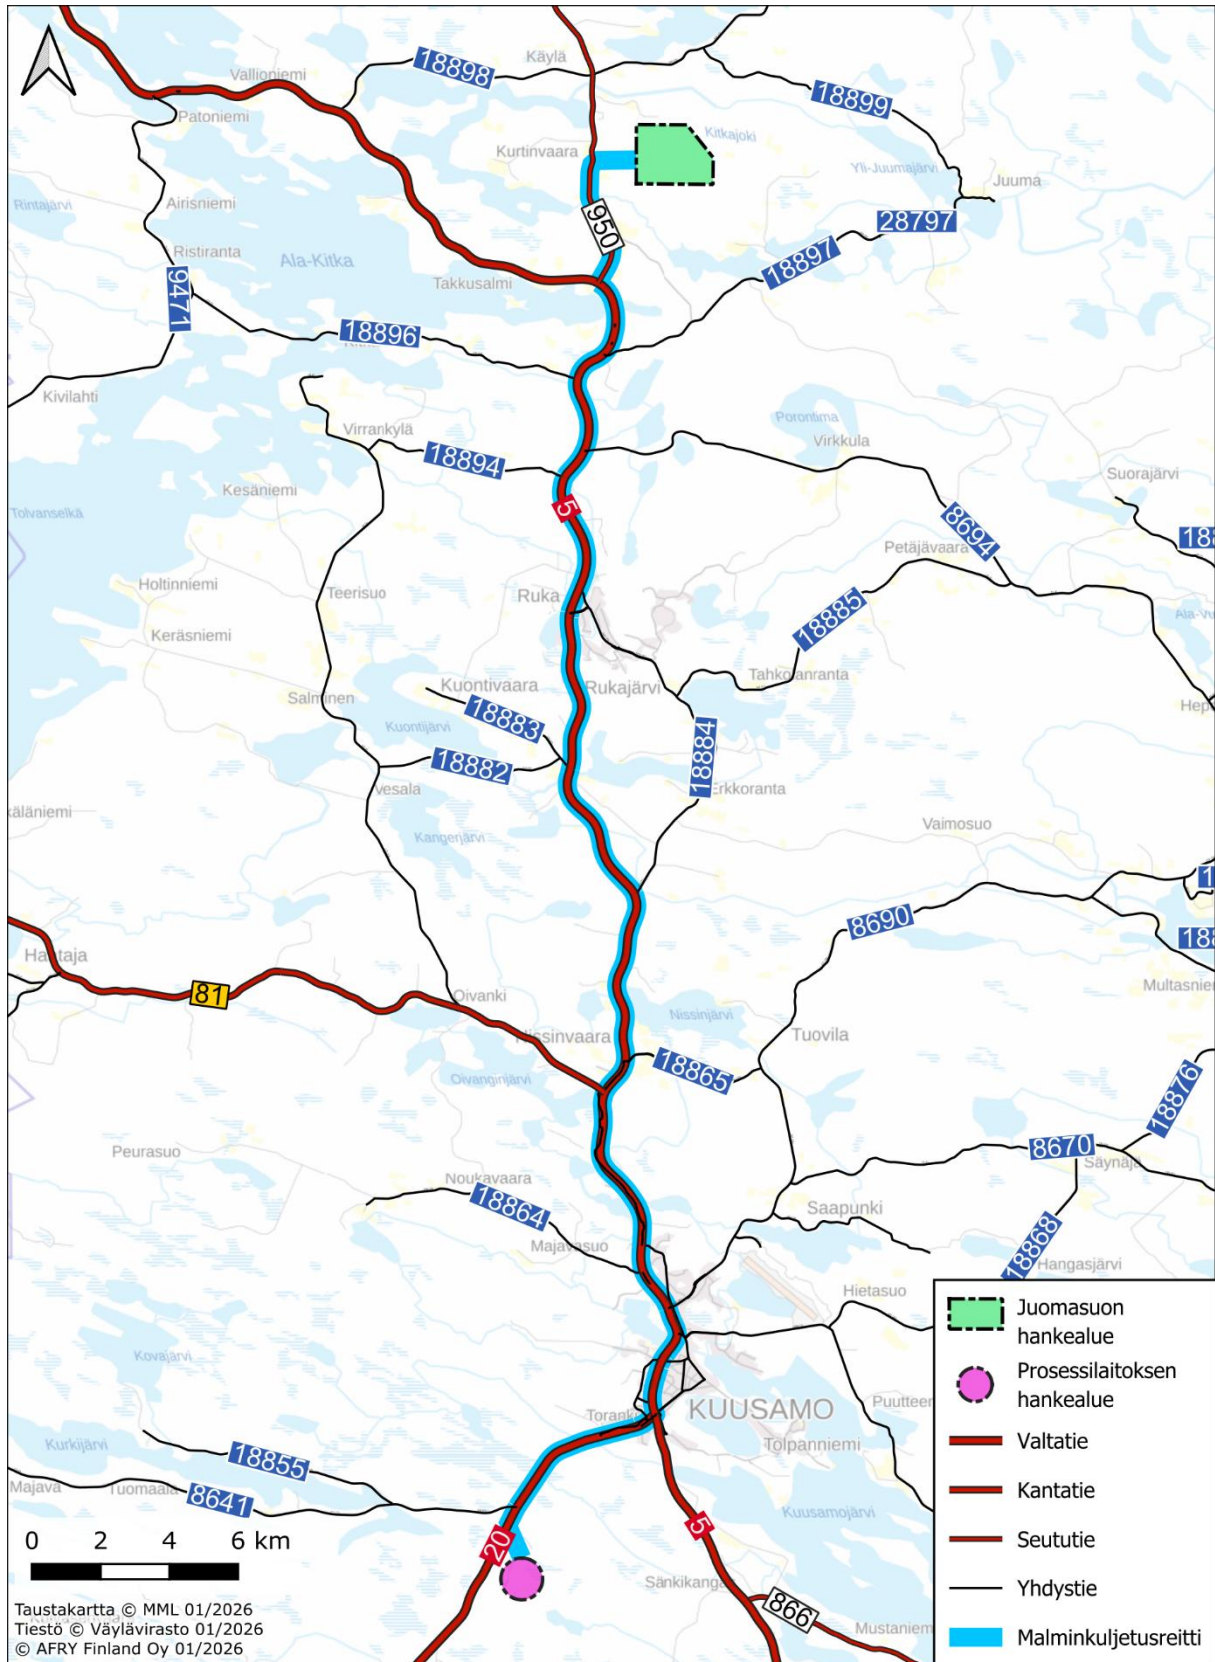 Käylä
18898
Vallioniemi
18899
Patoniemi
Kitkajoki
Kurtinvaara
Yli-Juumajärvi
Juuma
Rintajärvi
Airisniemi
950
28797
Ristiranta
Ala-Kitka
18897
Takkusalmi
9471
18896
Kivilahti
Porontima
Virrankylä
Virkkula
18894
Suorajärvi
Kesäniemi
5
Tolvanselkä
8694
Petäjävaara
Holtinniemi
Teerisuo
Ruka
18885
Keräsniemi
Tahkolanranta
Kuontivaara
Rukajärvi
Salminen
18883
Kuontijärvi
18884
18882
Vesala
Erkkoranta
Vaimosuo
Kangerjärvi
8690
Hautaja
81
Oivanki
Multasniem
Nissinjärvi
Nissinvaara
Tuovila
18865
Oivanginjärvi
18876
Peurasuo
8670
Säynäjä
Noukavaara
18864
Saapunki
Majavasuo
18868
Hangasjärvi
Hietasuo
Kovajärvi
Toranki
KUUSAMO
Puutteen
Tolpanniemi
Kurkijärvi
18855
Majava
Tuomaala
8641
Kuusamojärvi
20
5
Sänkikangas
866
Mustaniem
0 2 4 6 km
Taustakartta © MML 01/2026
Tiestö © Väylävirasto 01/2026
© AFRY Finland Oy 01/2026
Juomasuon
hankealue
Prosessilaitoksen
hankealue
Valtatie
Kantatie
Seututie
Yhdystie
Malminkuljetusreitti